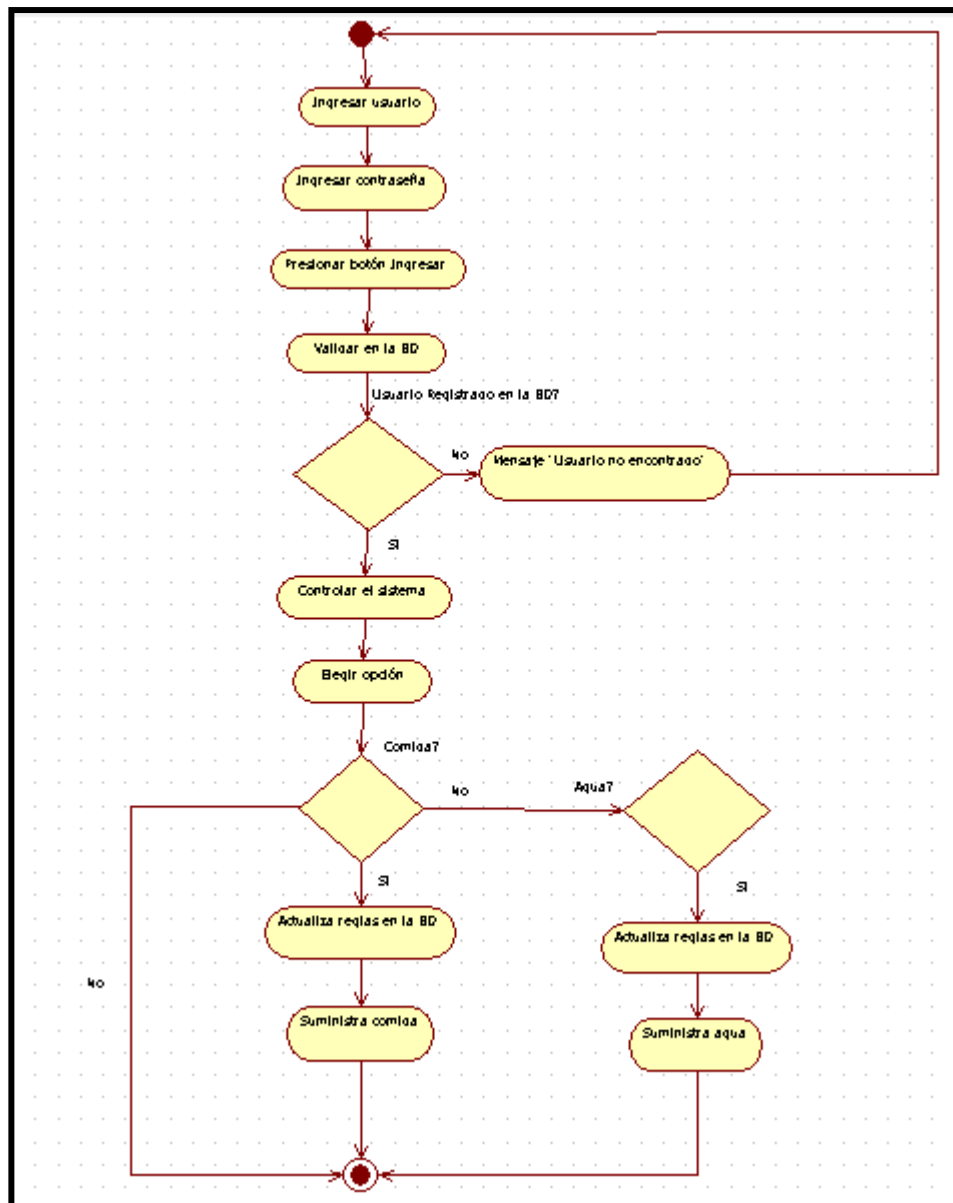 Ingresar usuario
Ingresar contraseña
Presionar botón Ingresar
Validar en la BD
Usuario Registrado en la BD?
No
Mensaje "Usuario no encontrado"
SI
Controlar el sistema
Elegir opción
Comida?
No
Agua?
SI
SI
Actualiza reglas en la BD
Actualiza reglas en la BD
No
Suministra comida
Suministra agua